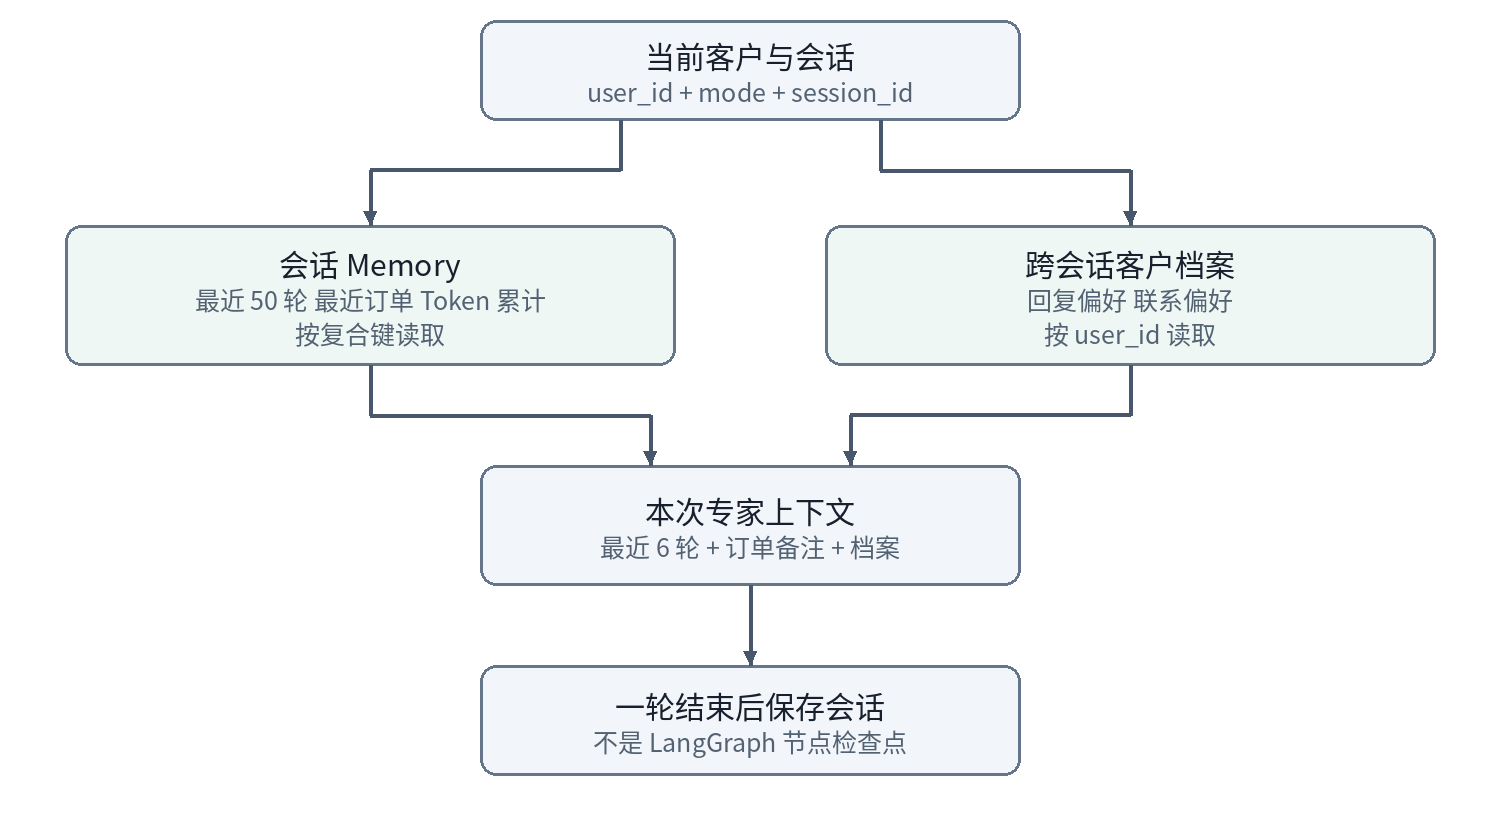 当前客户与会话
user_id + mode + session_id
会话 Memory
最近 50 轮 最近订单 Token 累计
按复合键读取
跨会话客户档案
回复偏好 联系偏好
按 user_id 读取
本次专家上下文
最近 6 轮 + 订单备注 + 档案
一轮结束后保存会话
不是 LangGraph 节点检查点